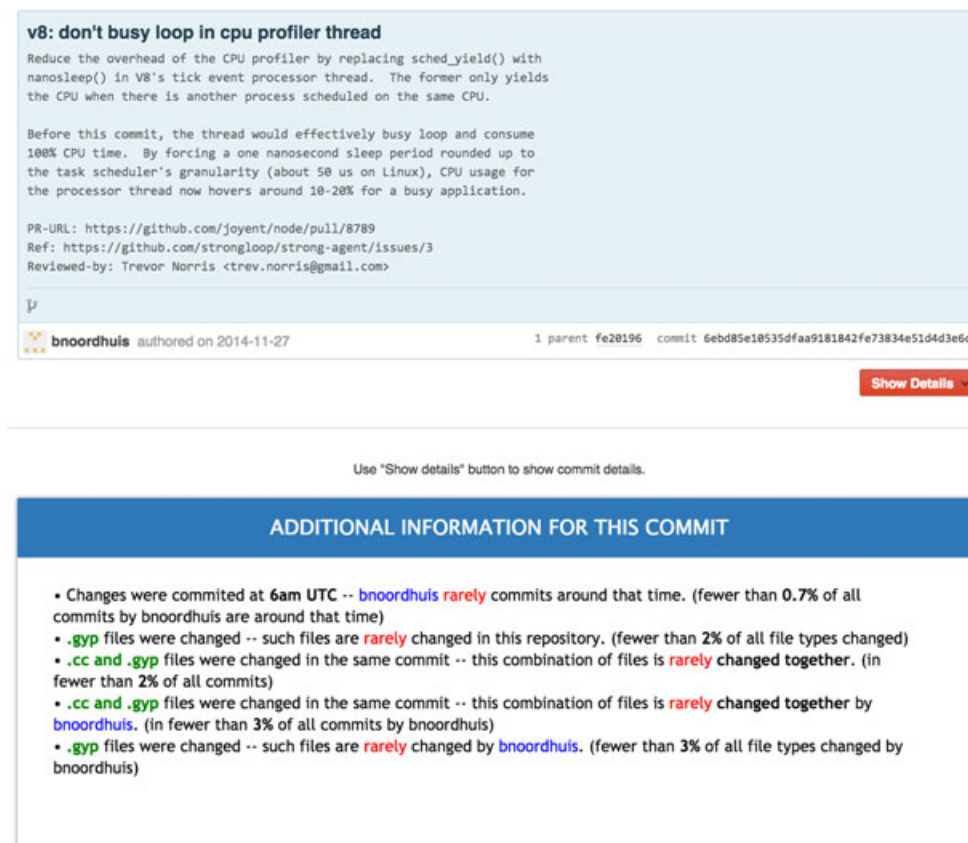 v8: don't busy loop in cpu profiler thread
Reduce the overhead of the CPU profiler by replacing sched_yield() with
nanosleep() in V8's tick event processor thread.  The former only yields
the CPU when there is another process scheduled on the same CPU.
Before this commit, the thread would effectively busy loop and consume
100% CPU time.  By forcing a one nanosecond sleep period rounded up to
the task scheduler's granularity (about 50 us on Linux), CPU usage for
the processor thread now hovers around 10-20% for a busy application.
PR-URL: https://github.com/joyent/node/pull/8789
Ref: https://github.com/strongloop/strong-agent/issues/3
Reviewed-by: Trevor Norris <trev.norris@gmail.com>
bnoordhuis authored on 2014-11-27 1 parent fe20196 commit 6ebd85e10535dfaa9181842fe73834e51d4d3e6c
Show Details
Use "Show details" button to show commit details.
ADDITIONAL INFORMATION FOR THIS COMMIT
• Changes were commited at 6am UTC -- bnoordhuis rarely commits around that time. (fewer than 0.7% of all
commits by bnoordhuis are around that time)
• .gyp files were changed -- such files are rarely changed in this repository. (fewer than 2% of all file types changed)
• .cc and .gyp files were changed in the same commit -- this combination of files is rarely changed together. (in
fewer than 2% of all commits)
• .cc and .gyp files were changed in the same commit -- this combination of files is rarely changed together by
bnoordhuis. (in fewer than 3% of all commits by bnoordhuis)
• .gyp files were changed -- such files are rarely changed by bnoordhuis. (fewer than 3% of all file types changed by
bnoordhuis)